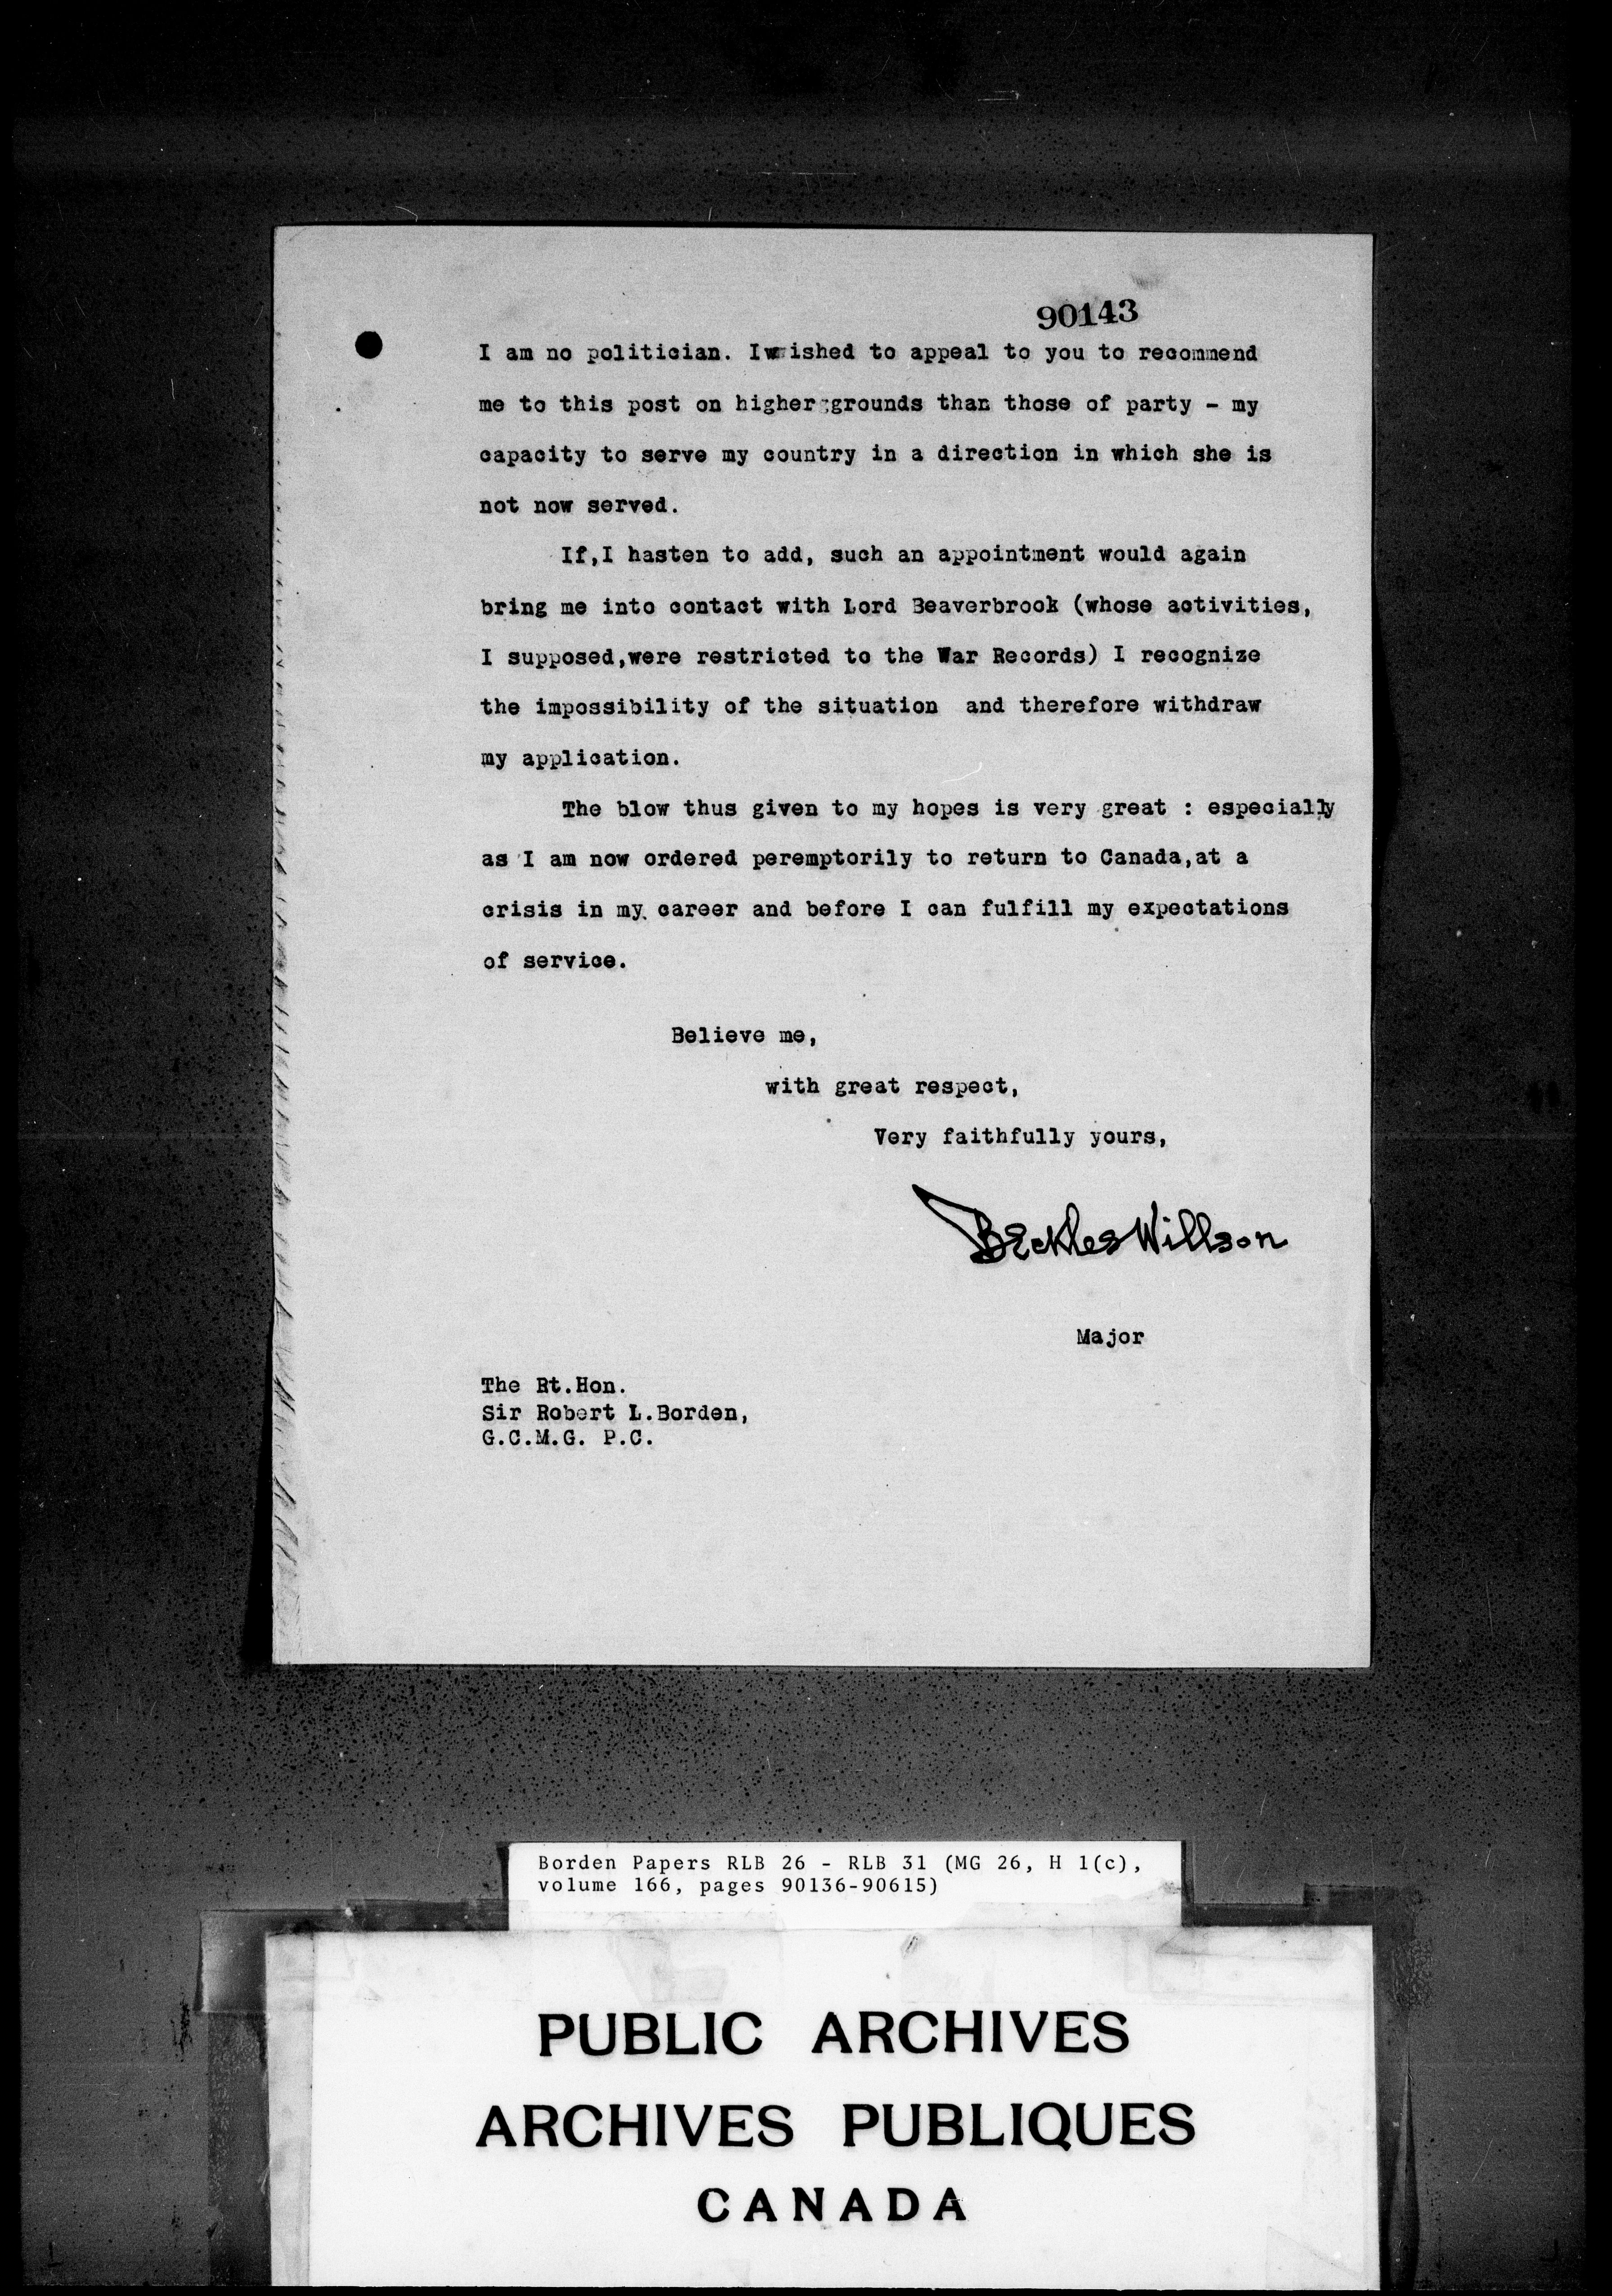 90143
I am no politician. I wished to appeal to you to recommend
me to this post on higher grounds than those of party - my
capacity to serve my country in a direction in which she is
not now served.
If,I hasten to add, such an appointment would again
bring me into contact with Lord Beaverbrook (whose activities,
I supposed,were restricted to the War Records) I recognize
the impossibility of the situation and therefore withdraw
my application.
The blow thus given to my hopes is very great : especially
as I am now ordered peremptorily to return to Canada,at a
crisis in my career and before I can fulfill my expectations
of service.
Believe me,
with great respect,
Very faithfully yours,
Beckles Willson
Major
The Rt.Hon.
Sir Robert L.Borden,
G.C.M.G. P.C.
Borden Papers RLB 26 - RLB 31 (MG 26, H 1(c),
volume 166, pages 90136-90615)
PUBLIC ARCHIVES
ARCHIVES PUBLIQUES
CANADA